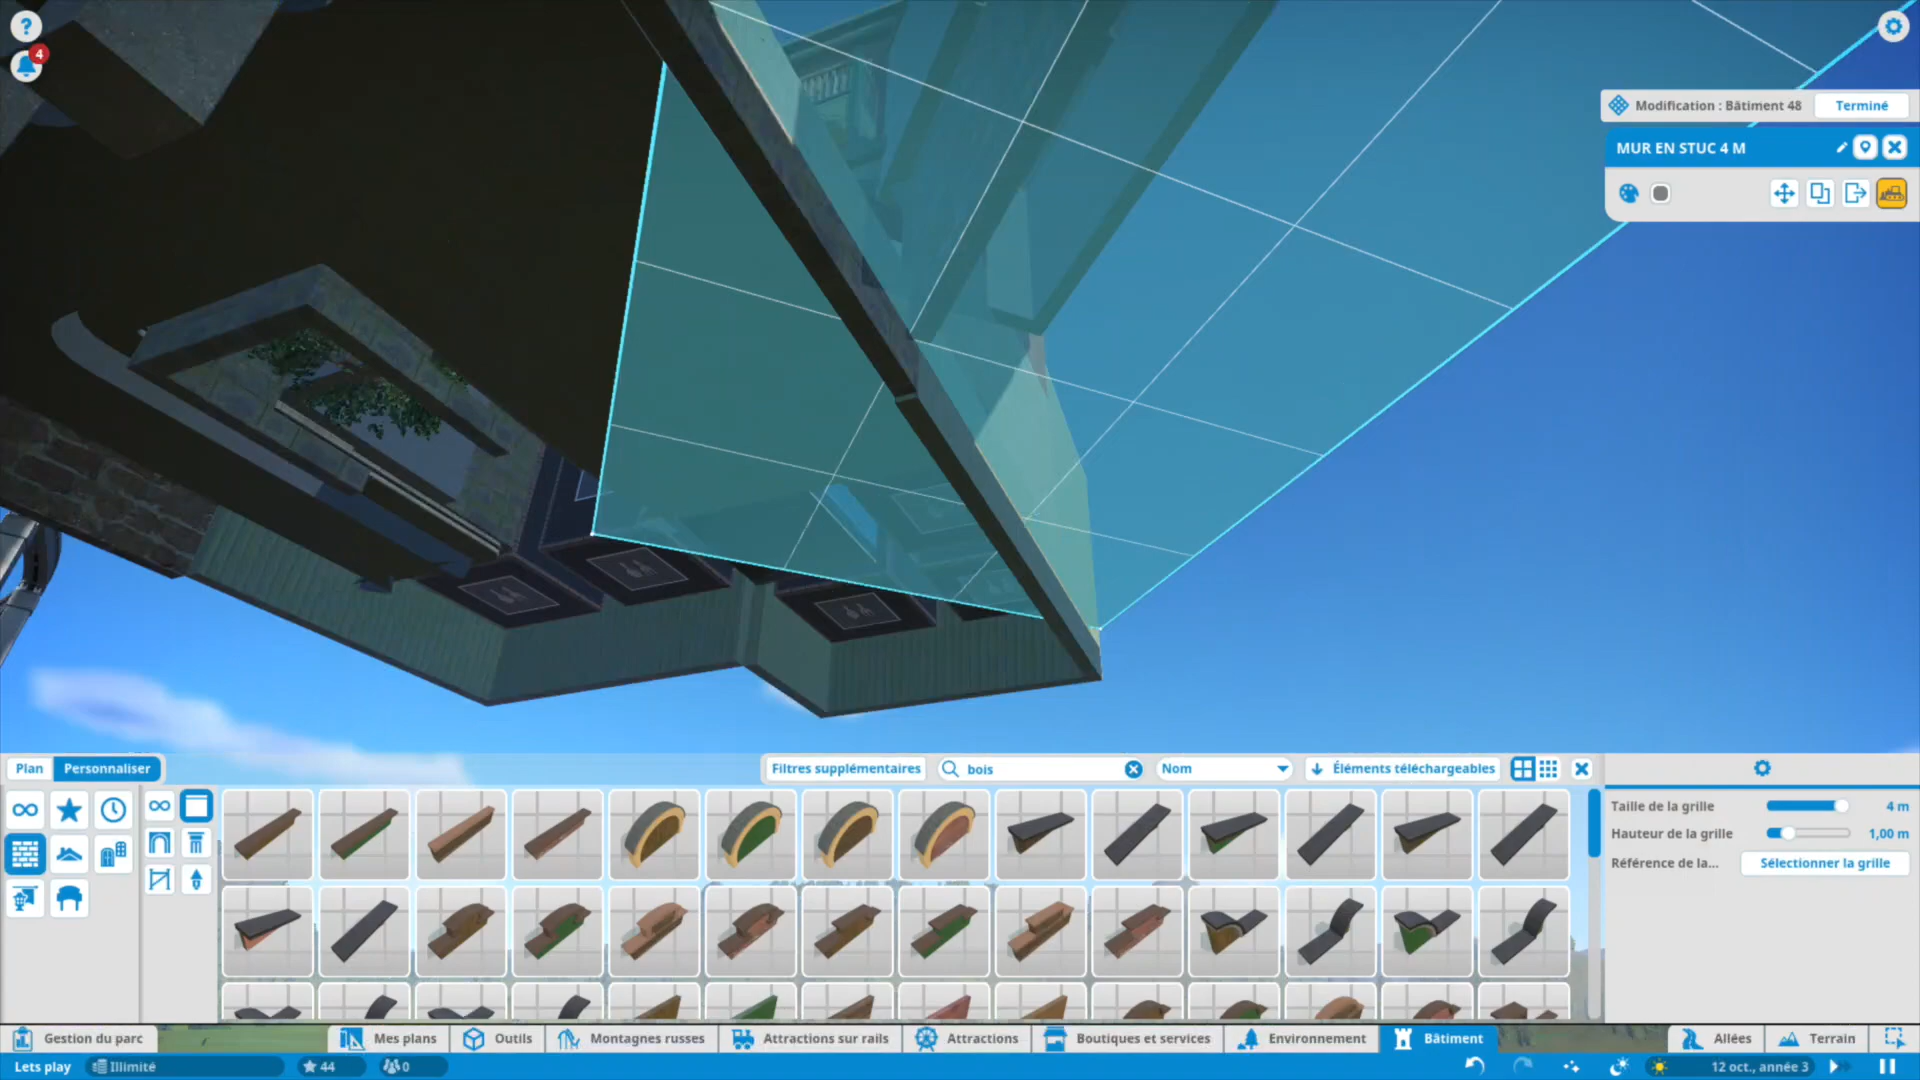 ?
4
Modification : Bâtiment 48
Terminé
MUR EN STUC 4 M
Plan
Personnaliser
Filtres supplémentaires
bois
Nom
Éléments téléchargeables
Taille de la grille
4 m
Hauteur de la grille
1,00 m
Référence de la...
Sélectionner la grille
Gestion du parc
Mes plans
Outils
Montagnes russes
Attractions sur rails
Attractions
Boutiques et services
Environnement
Bâtiment
Allées
Terrain
Lets play
Illimité
44
0
12 oct., année 3